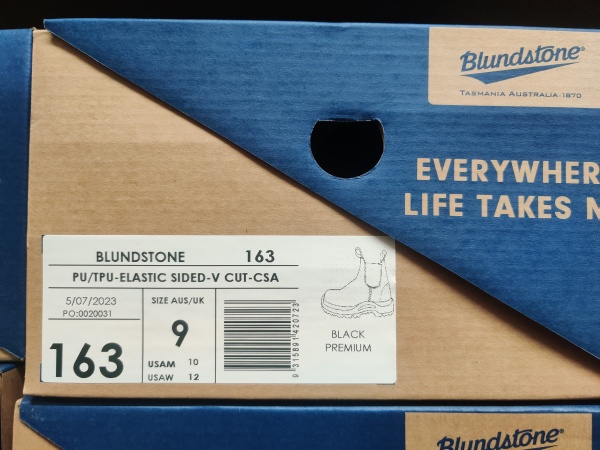 Blundstone®
TASMANIA AUSTRALIA·1870
EVERYWHER
LIFE TAKES
BLUNDSTONE 163
PU/TPU-ELASTIC SIDED-V CUT-CSA
5/07/2023
PO:0020031
163
SIZE AUS/UK
9
USAM 10
USAW 12
9315891420723
BLACK
PREMIUM
Blundstone®